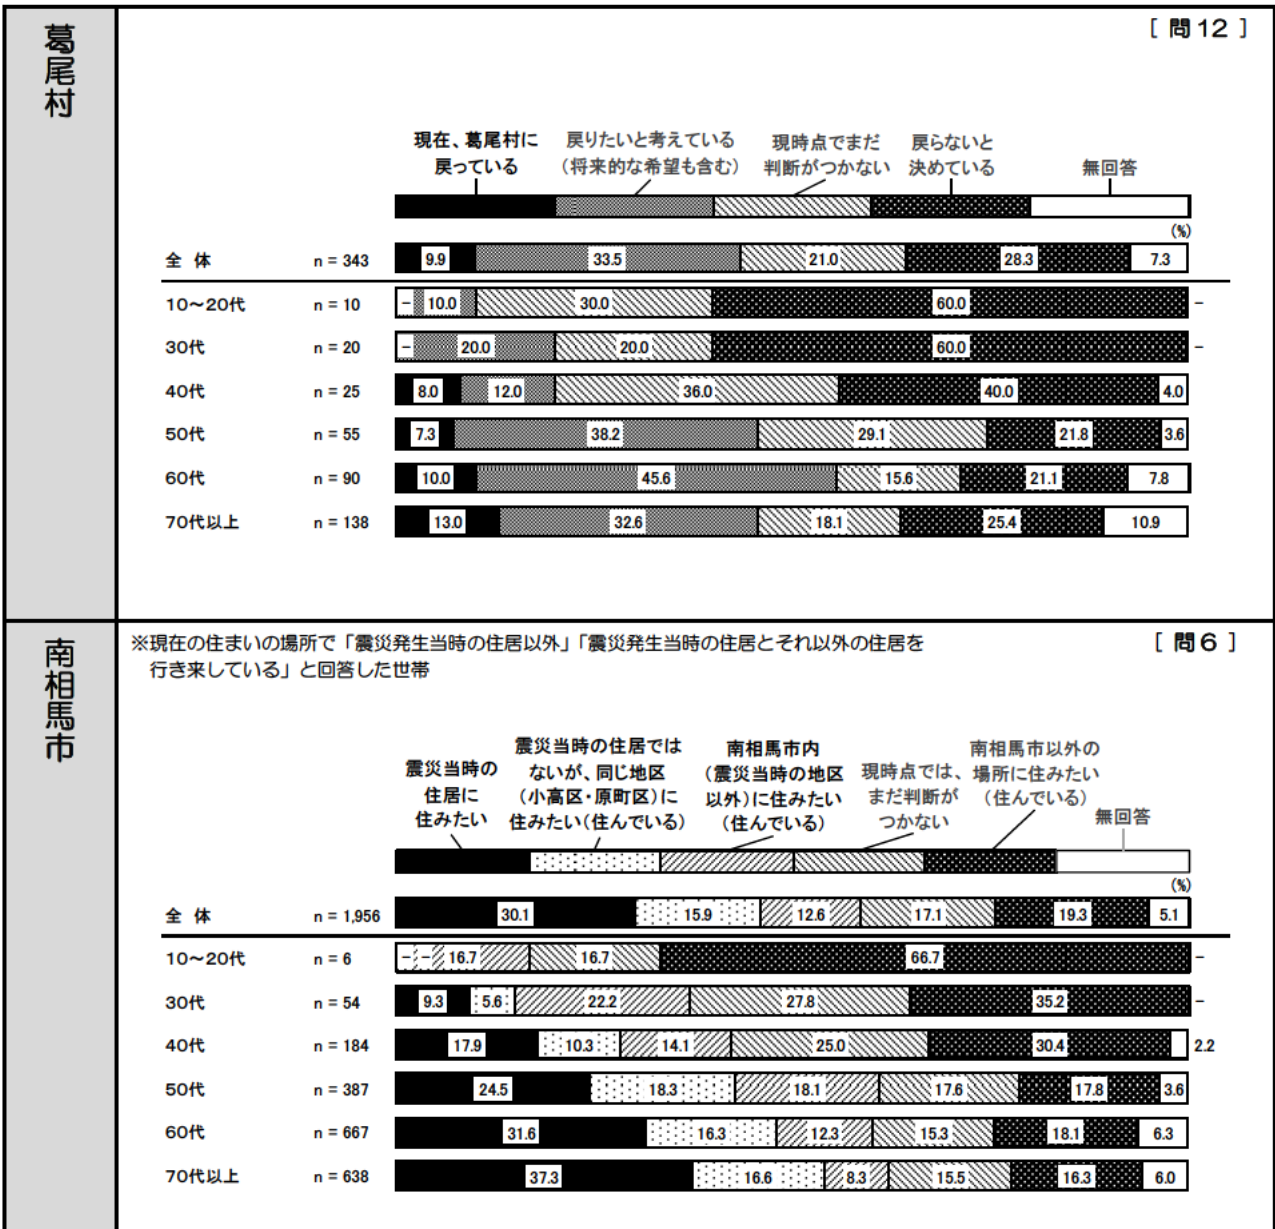 葛尾村
[ 問12 ]
現在、葛尾村に
戻っている
戻りたいと考えている
（将来的な希望も含む）
現時点でまだ
判断がつかない
戻らないと
決めている
無回答
(%)
全 体 n = 343 9.9 33.5 21.0 28.3 7.3
10～20代 n = 10 － 10.0 30.0 60.0 －
30代 n = 20 － 20.0 20.0 60.0 －
40代 n = 25 8.0 12.0 36.0 40.0 4.0
50代 n = 55 7.3 38.2 29.1 21.8 3.6
60代 n = 90 10.0 45.6 15.6 21.1 7.8
70代以上 n = 138 13.0 32.6 18.1 25.4 10.9
南相馬市
※現在の住まいの場所で「震災発生当時の住居以外」「震災発生当時の住居とそれ以外の住居を
行き来している」と回答した世帯
[ 問6 ]
震災当時の
住居に
住みたい
震災当時の住居では
ないが、同じ地区
（小高区・原町区）に
住みたい（住んでいる）
南相馬市内
（震災当時の地区
以外）に住みたい
（住んでいる）
現時点では、
まだ判断が
つかない
南相馬市以外の
場所に住みたい
（住んでいる）
無回答
(%)
全 体 n = 1,956 30.1 15.9 12.6 17.1 19.3 5.1
10～20代 n = 6 － － 16.7 16.7 66.7 －
30代 n = 54 9.3 5.6 22.2 27.8 35.2 －
40代 n = 184 17.9 10.3 14.1 25.0 30.4 2.2
50代 n = 387 24.5 18.3 18.1 17.6 17.8 3.6
60代 n = 667 31.6 16.3 12.3 15.3 18.1 6.3
70代以上 n = 638 37.3 16.6 8.3 15.5 16.3 6.0